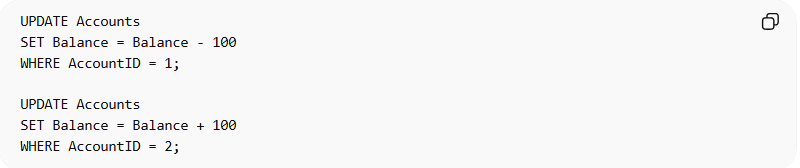 UPDATE Accounts
SET Balance = Balance - 100
WHERE AccountID = 1;
UPDATE Accounts
SET Balance = Balance + 100
WHERE AccountID = 2;